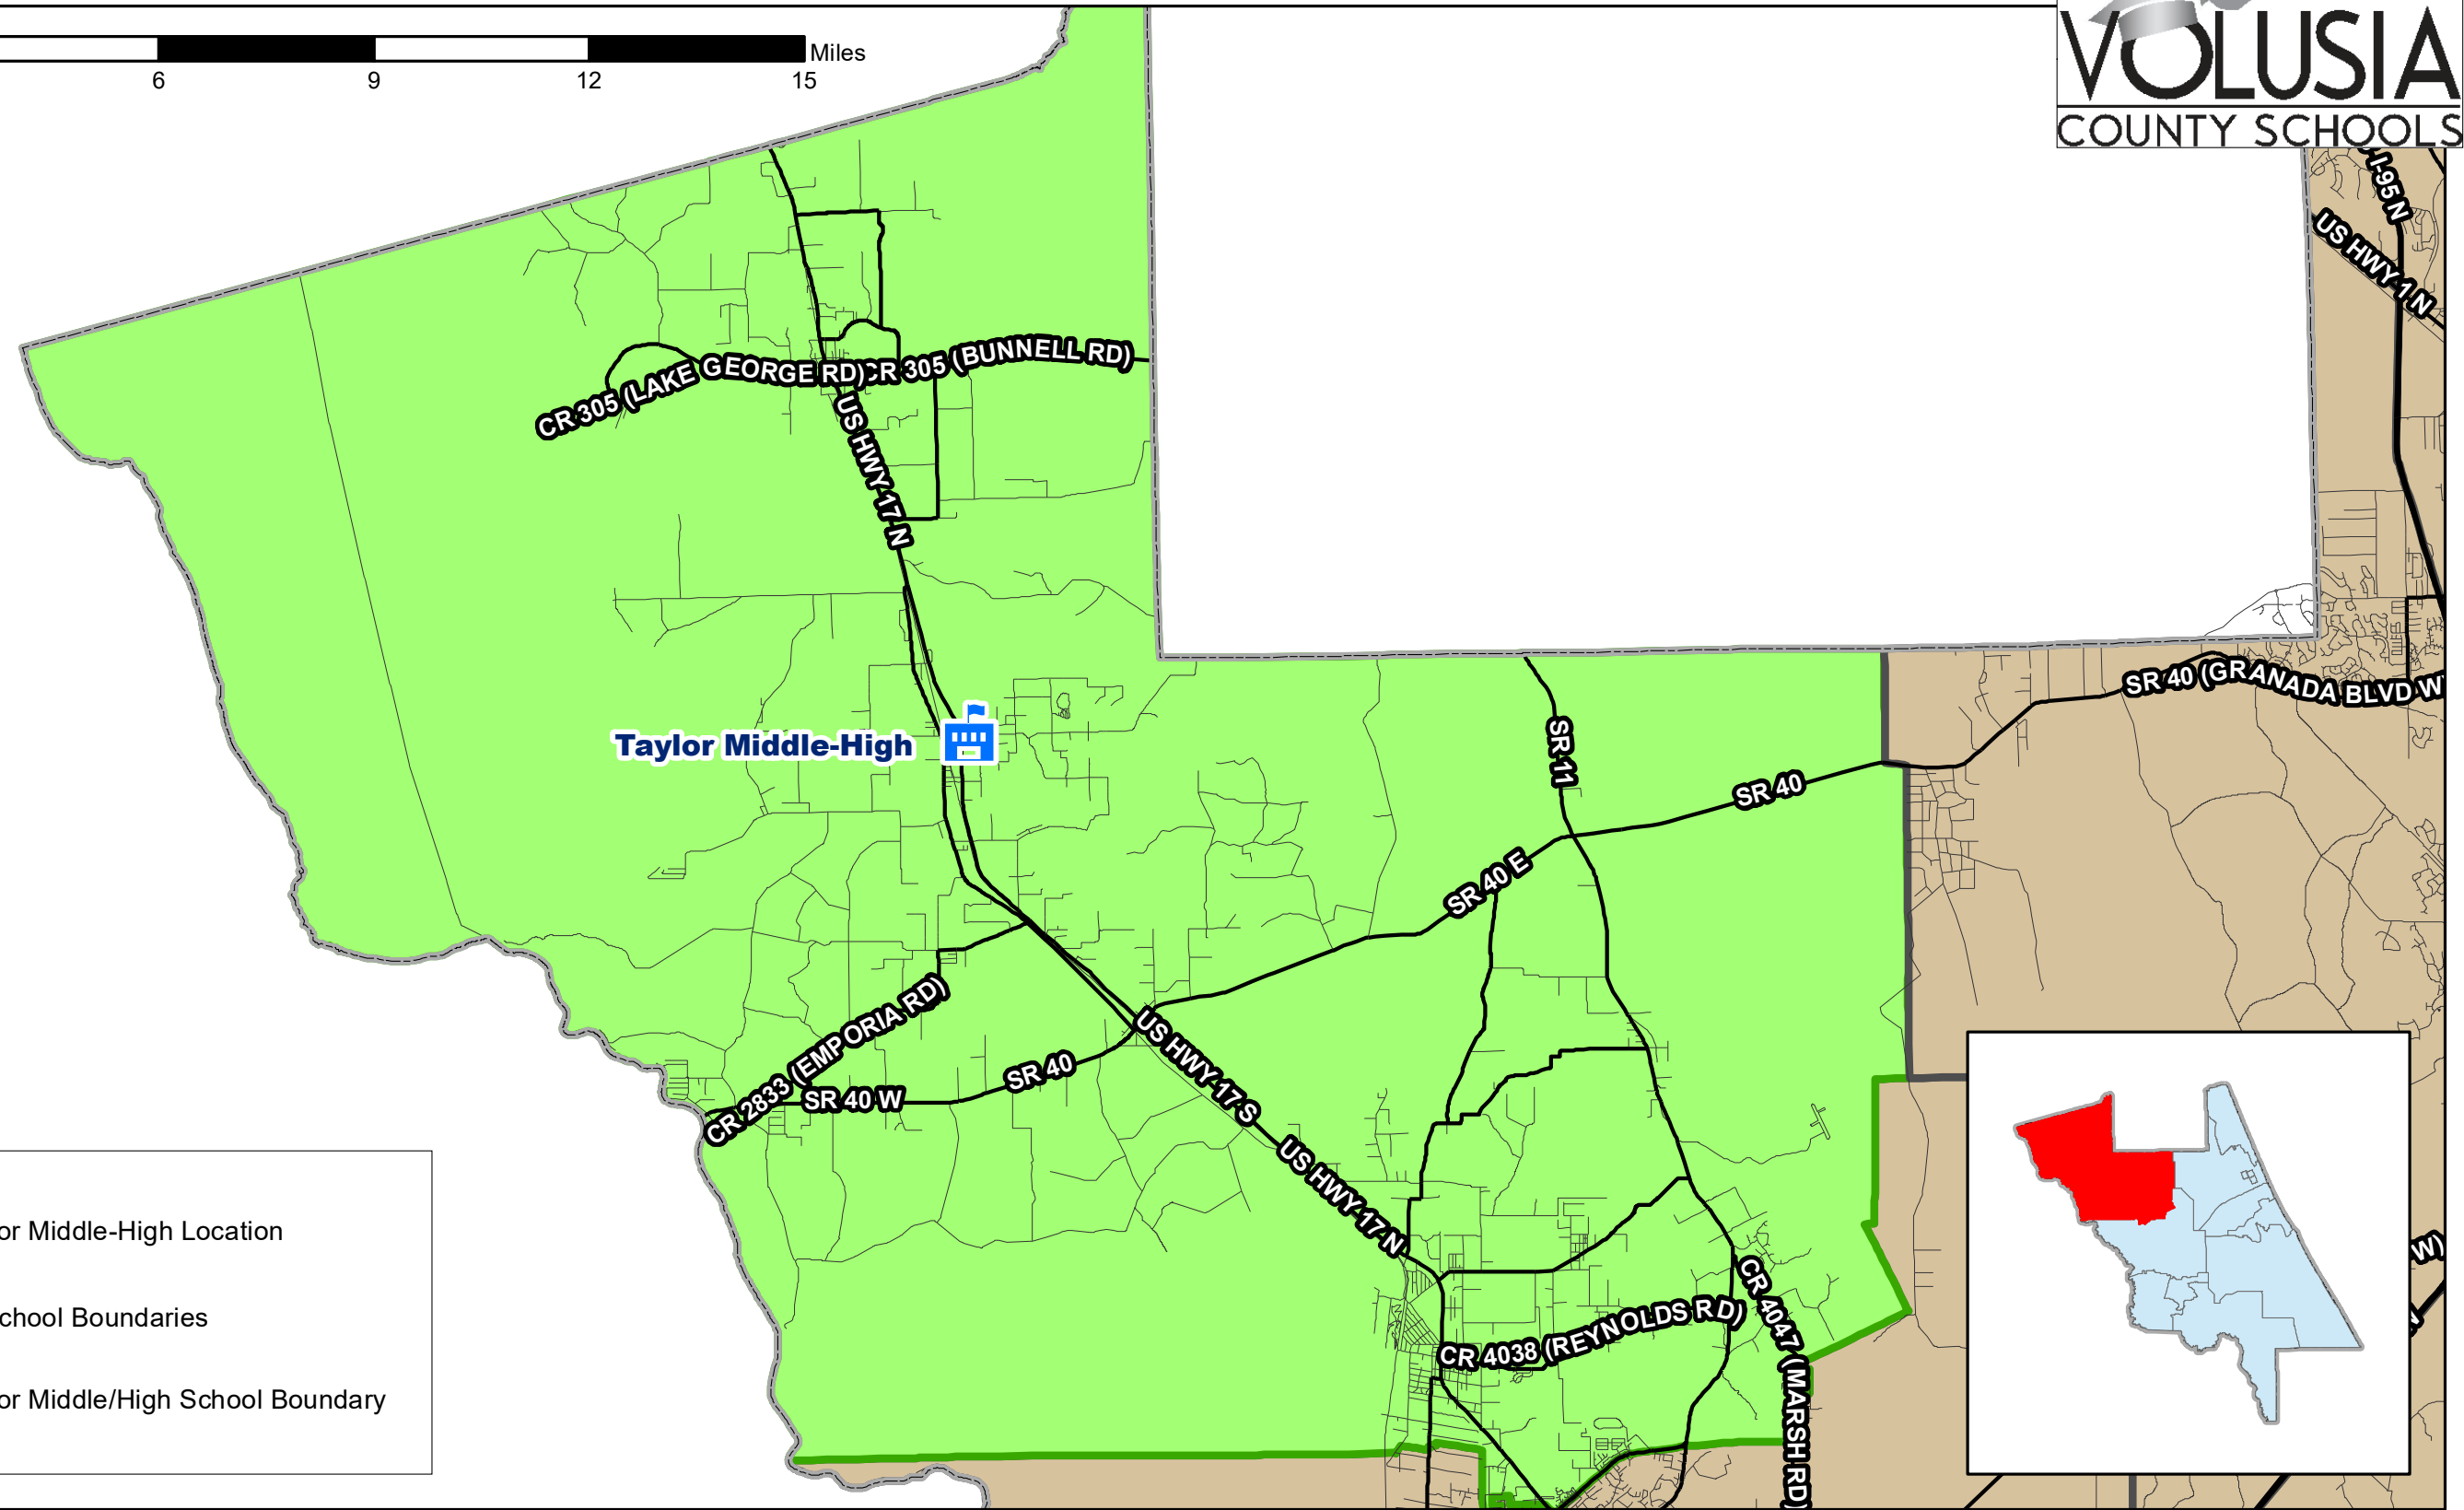 VOLUSIA
COUNTY SCHOOLS
Miles
6 9 12 15
I-95 N
US HWY 1 N
CR 305 (LAKE GEORGE RD)
CR 305 (BUNNELL RD)
US HWY 17 N
SR 40 (GRANADA BLVD W
Taylor Middle-High
SR 11
SR 40
SR 40 E
CR 2833 (EMPORIA RD)
SR 40 W
SR 40
US HWY 17 S
US HWY 17 N
CR 4038 (REYNOLDS RD)
CR 4047 (MARSH RD)
W)
or Middle-High Location
chool Boundaries
or Middle/High School Boundary